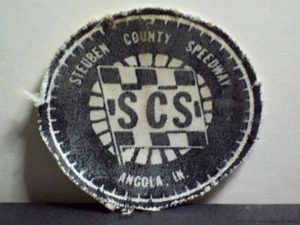 STEUBEN COUNTY SPEEDWAY
SCS
ANGOLA, IN